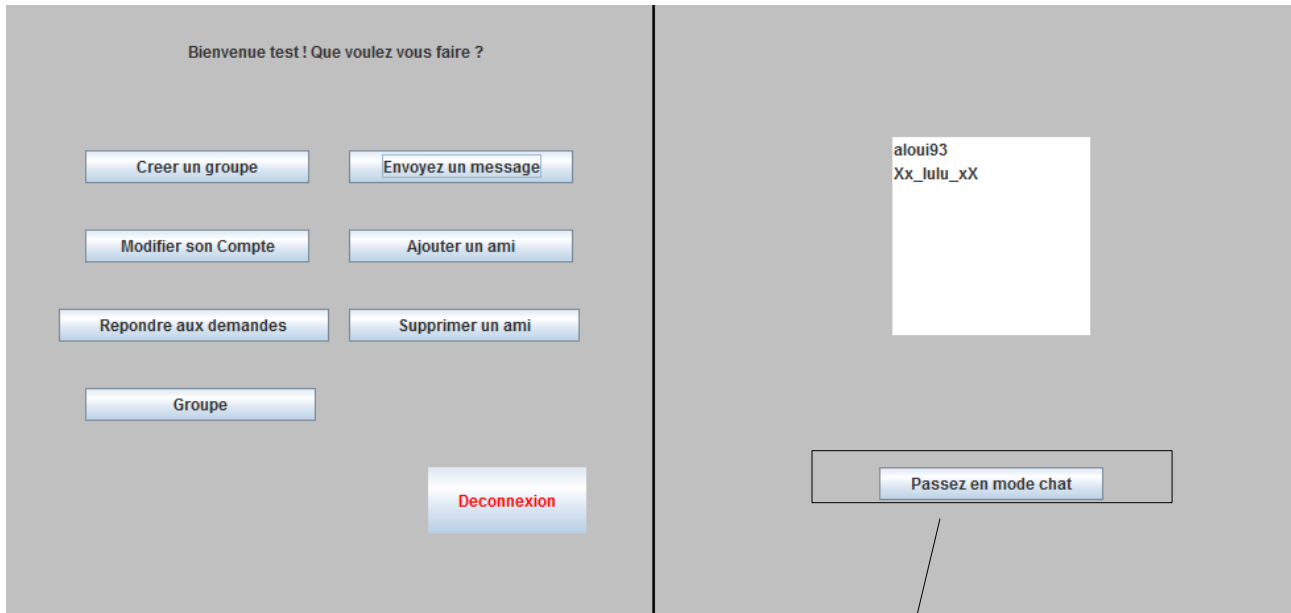 Bienvenue test ! Que voulez vous faire ?
Creer un groupe
Envoyez un message
Modifier son Compte
Ajouter un ami
Repondre aux demandes
Supprimer un ami
Groupe
Deconnexion
aloui93
Xx_lulu_xX
Passez en mode chat